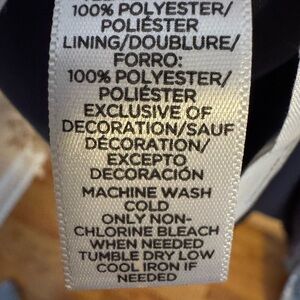 100% POLYESTER/
POLIÉSTER
LINING/DOUBLURE/
FORRO:
100% POLYESTER/
POLIÉSTER
EXCLUSIVE OF
DECORATION/SAUF
DÉCORATION/
EXCEPTO
DECORACIÓN
MACHINE WASH
COLD
ONLY NON-
CHLORINE BLEACH
WHEN NEEDED
TUMBLE DRY LOW
COOL IRON IF
NEEDED